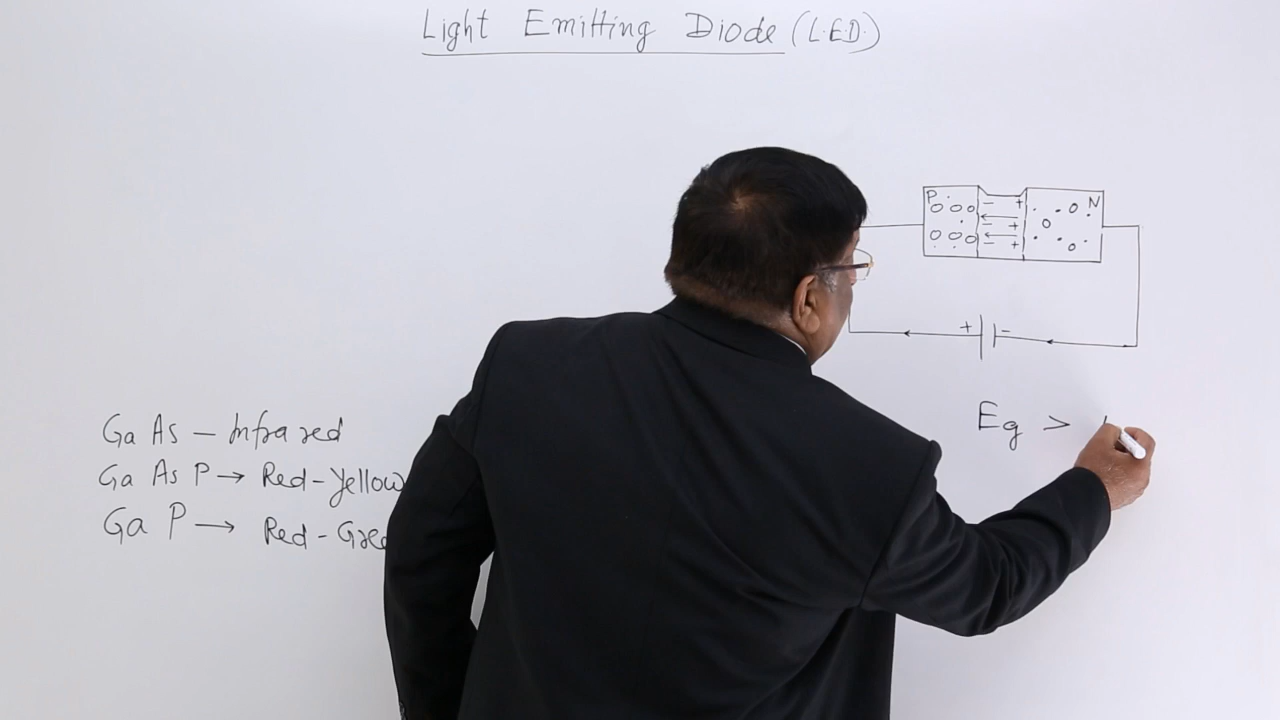 Light Emitting Diode (L.E.D.)
P - + N
- +
- +
+ -
Eg >
Ga As - Infrared
Ga As P → Red-Yellow
Ga P → Red-Gree